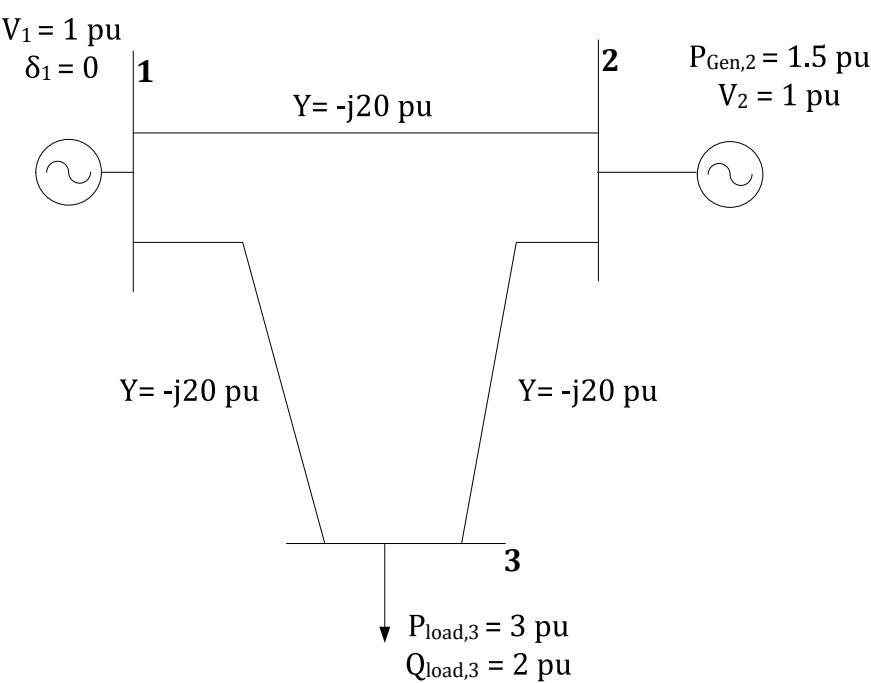 V₁ = 1 pu
δ₁ = 0
1
2
P_Gen,2 = 1.5 pu
V₂ = 1 pu
Y= -j20 pu
Y= -j20 pu
Y= -j20 pu
3
P_load,3 = 3 pu
Q_load,3 = 2 pu